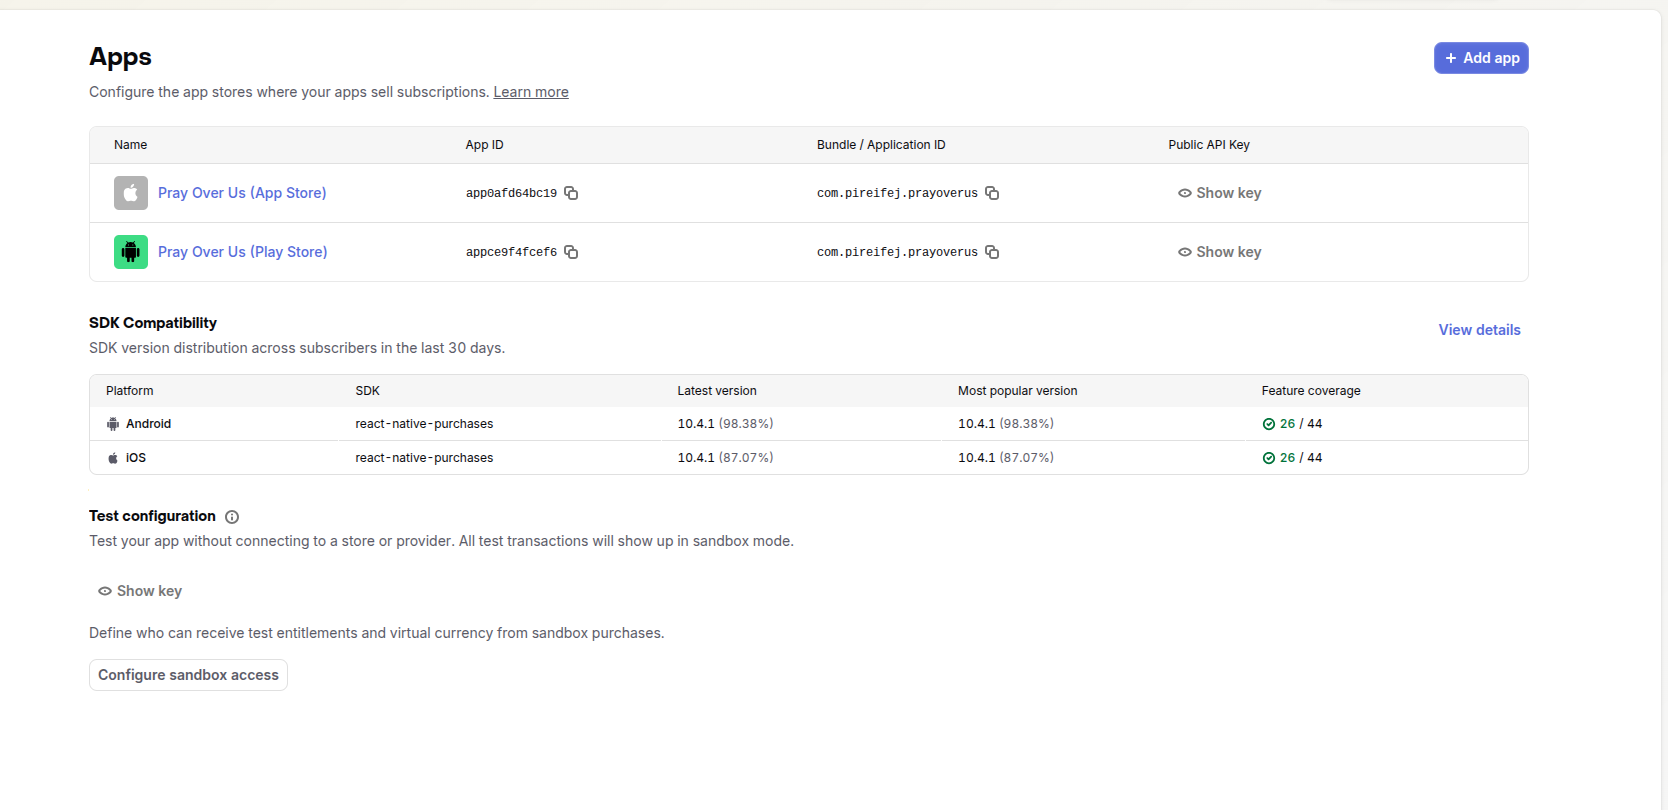 Apps
+ Add app
Configure the app stores where your apps sell subscriptions. Learn more
Name App ID Bundle / Application ID Public API Key
Pray Over Us (App Store) app0afd64bc19 com.pireifej.prayoverus Show key
Pray Over Us (Play Store) appce9f4fcef6 com.pireifej.prayoverus Show key
SDK Compatibility
View details
SDK version distribution across subscribers in the last 30 days.
Platform SDK Latest version Most popular version Feature coverage
Android react-native-purchases 10.4.1 (98.38%) 10.4.1 (98.38%) 26 / 44
iOS react-native-purchases 10.4.1 (87.07%) 10.4.1 (87.07%) 26 / 44
Test configuration
Test your app without connecting to a store or provider. All test transactions will show up in sandbox mode.
Show key
Define who can receive test entitlements and virtual currency from sandbox purchases.
Configure sandbox access